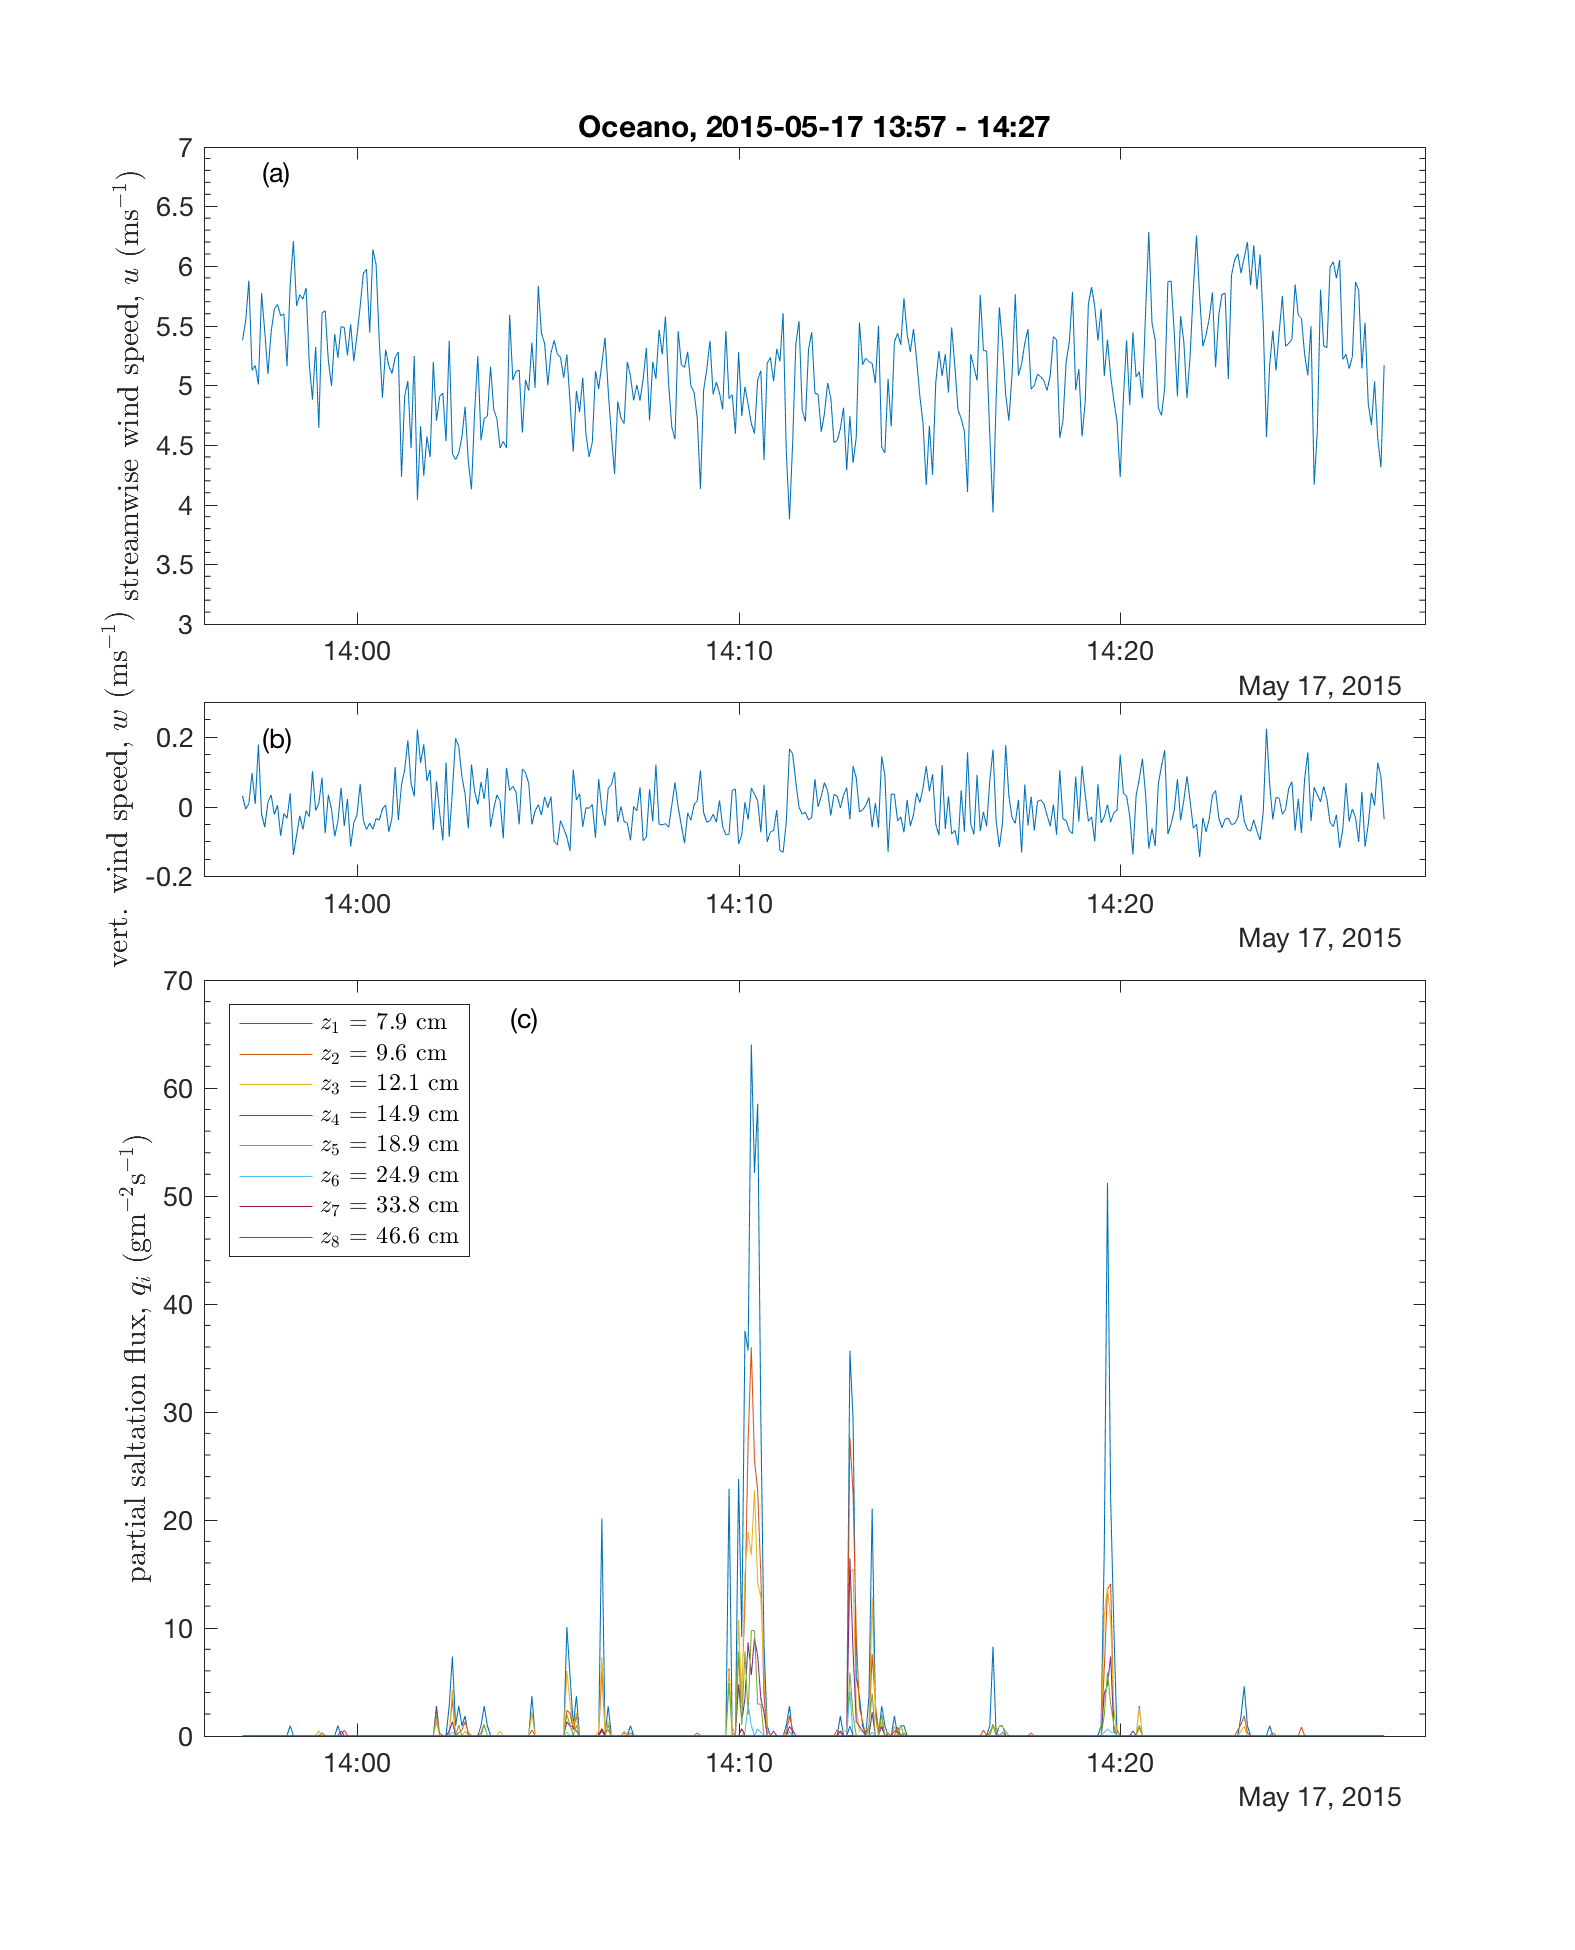 Oceano, 2015-05-17 13:57 - 14:27
(a)
streamwise wind speed, u (ms⁻¹)
7
6.5
6
5.5
5
4.5
4
3.5
3
14:00 14:10 14:20
May 17, 2015
(b)
vert. wind speed, w (ms⁻¹)
0.2
0
-0.2
14:00 14:10 14:20
May 17, 2015
(c)
partial saltation flux, qᵢ (gm⁻²s⁻¹)
70
60
50
40
30
20
10
0
z₁ = 7.9 cm
z₂ = 9.6 cm
z₃ = 12.1 cm
z₄ = 14.9 cm
z₅ = 18.9 cm
z₆ = 24.9 cm
z₇ = 33.8 cm
z₈ = 46.6 cm
14:00 14:10 14:20
May 17, 2015